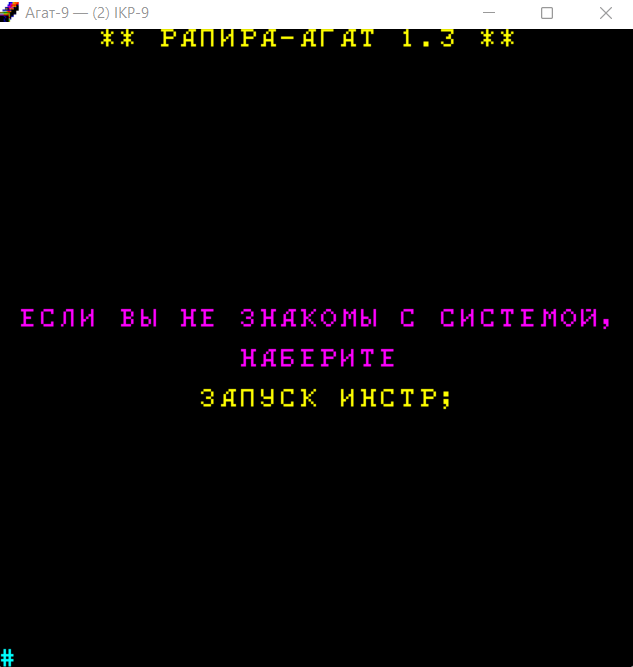 Агат-9 — (2) IKP-9
** РАПИРА-АГАТ 1.3 **
ЕСЛИ ВЫ НЕ ЗНАКОМЫ С СИСТЕМОЙ,
НАБЕРИТЕ
ЗАПУСК ИНСТР;
#